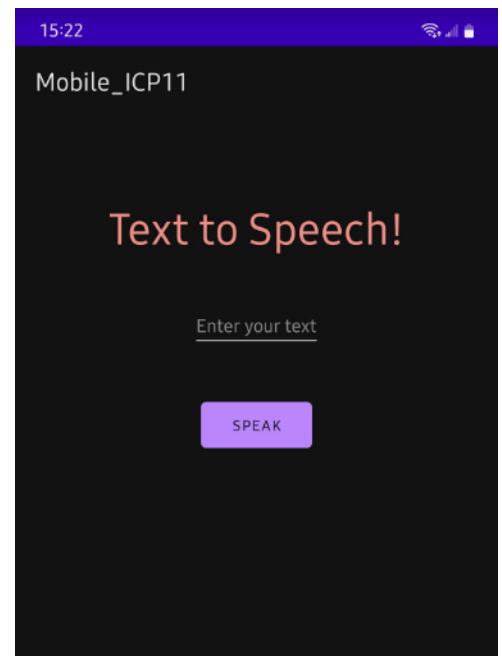 15:22
Mobile_ICP11
Text to Speech!
Enter your text
SPEAK